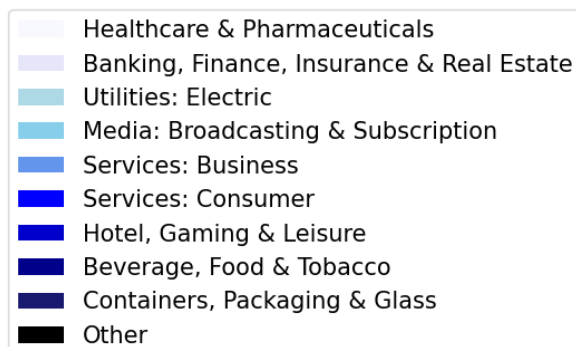 Healthcare & Pharmaceuticals
Banking, Finance, Insurance & Real Estate
Utilities: Electric
Media: Broadcasting & Subscription
Services: Business
Services: Consumer
Hotel, Gaming & Leisure
Beverage, Food & Tobacco
Containers, Packaging & Glass
Other